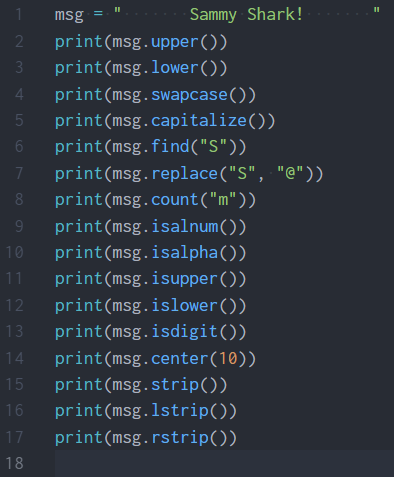 1 msg = "       Sammy Shark!       "
2 print(msg.upper())
3 print(msg.lower())
4 print(msg.swapcase())
5 print(msg.capitalize())
6 print(msg.find("S"))
7 print(msg.replace("S", "@"))
8 print(msg.count("m"))
9 print(msg.isalnum())
10 print(msg.isalpha())
11 print(msg.isupper())
12 print(msg.islower())
13 print(msg.isdigit())
14 print(msg.center(10))
15 print(msg.strip())
16 print(msg.lstrip())
17 print(msg.rstrip())
18